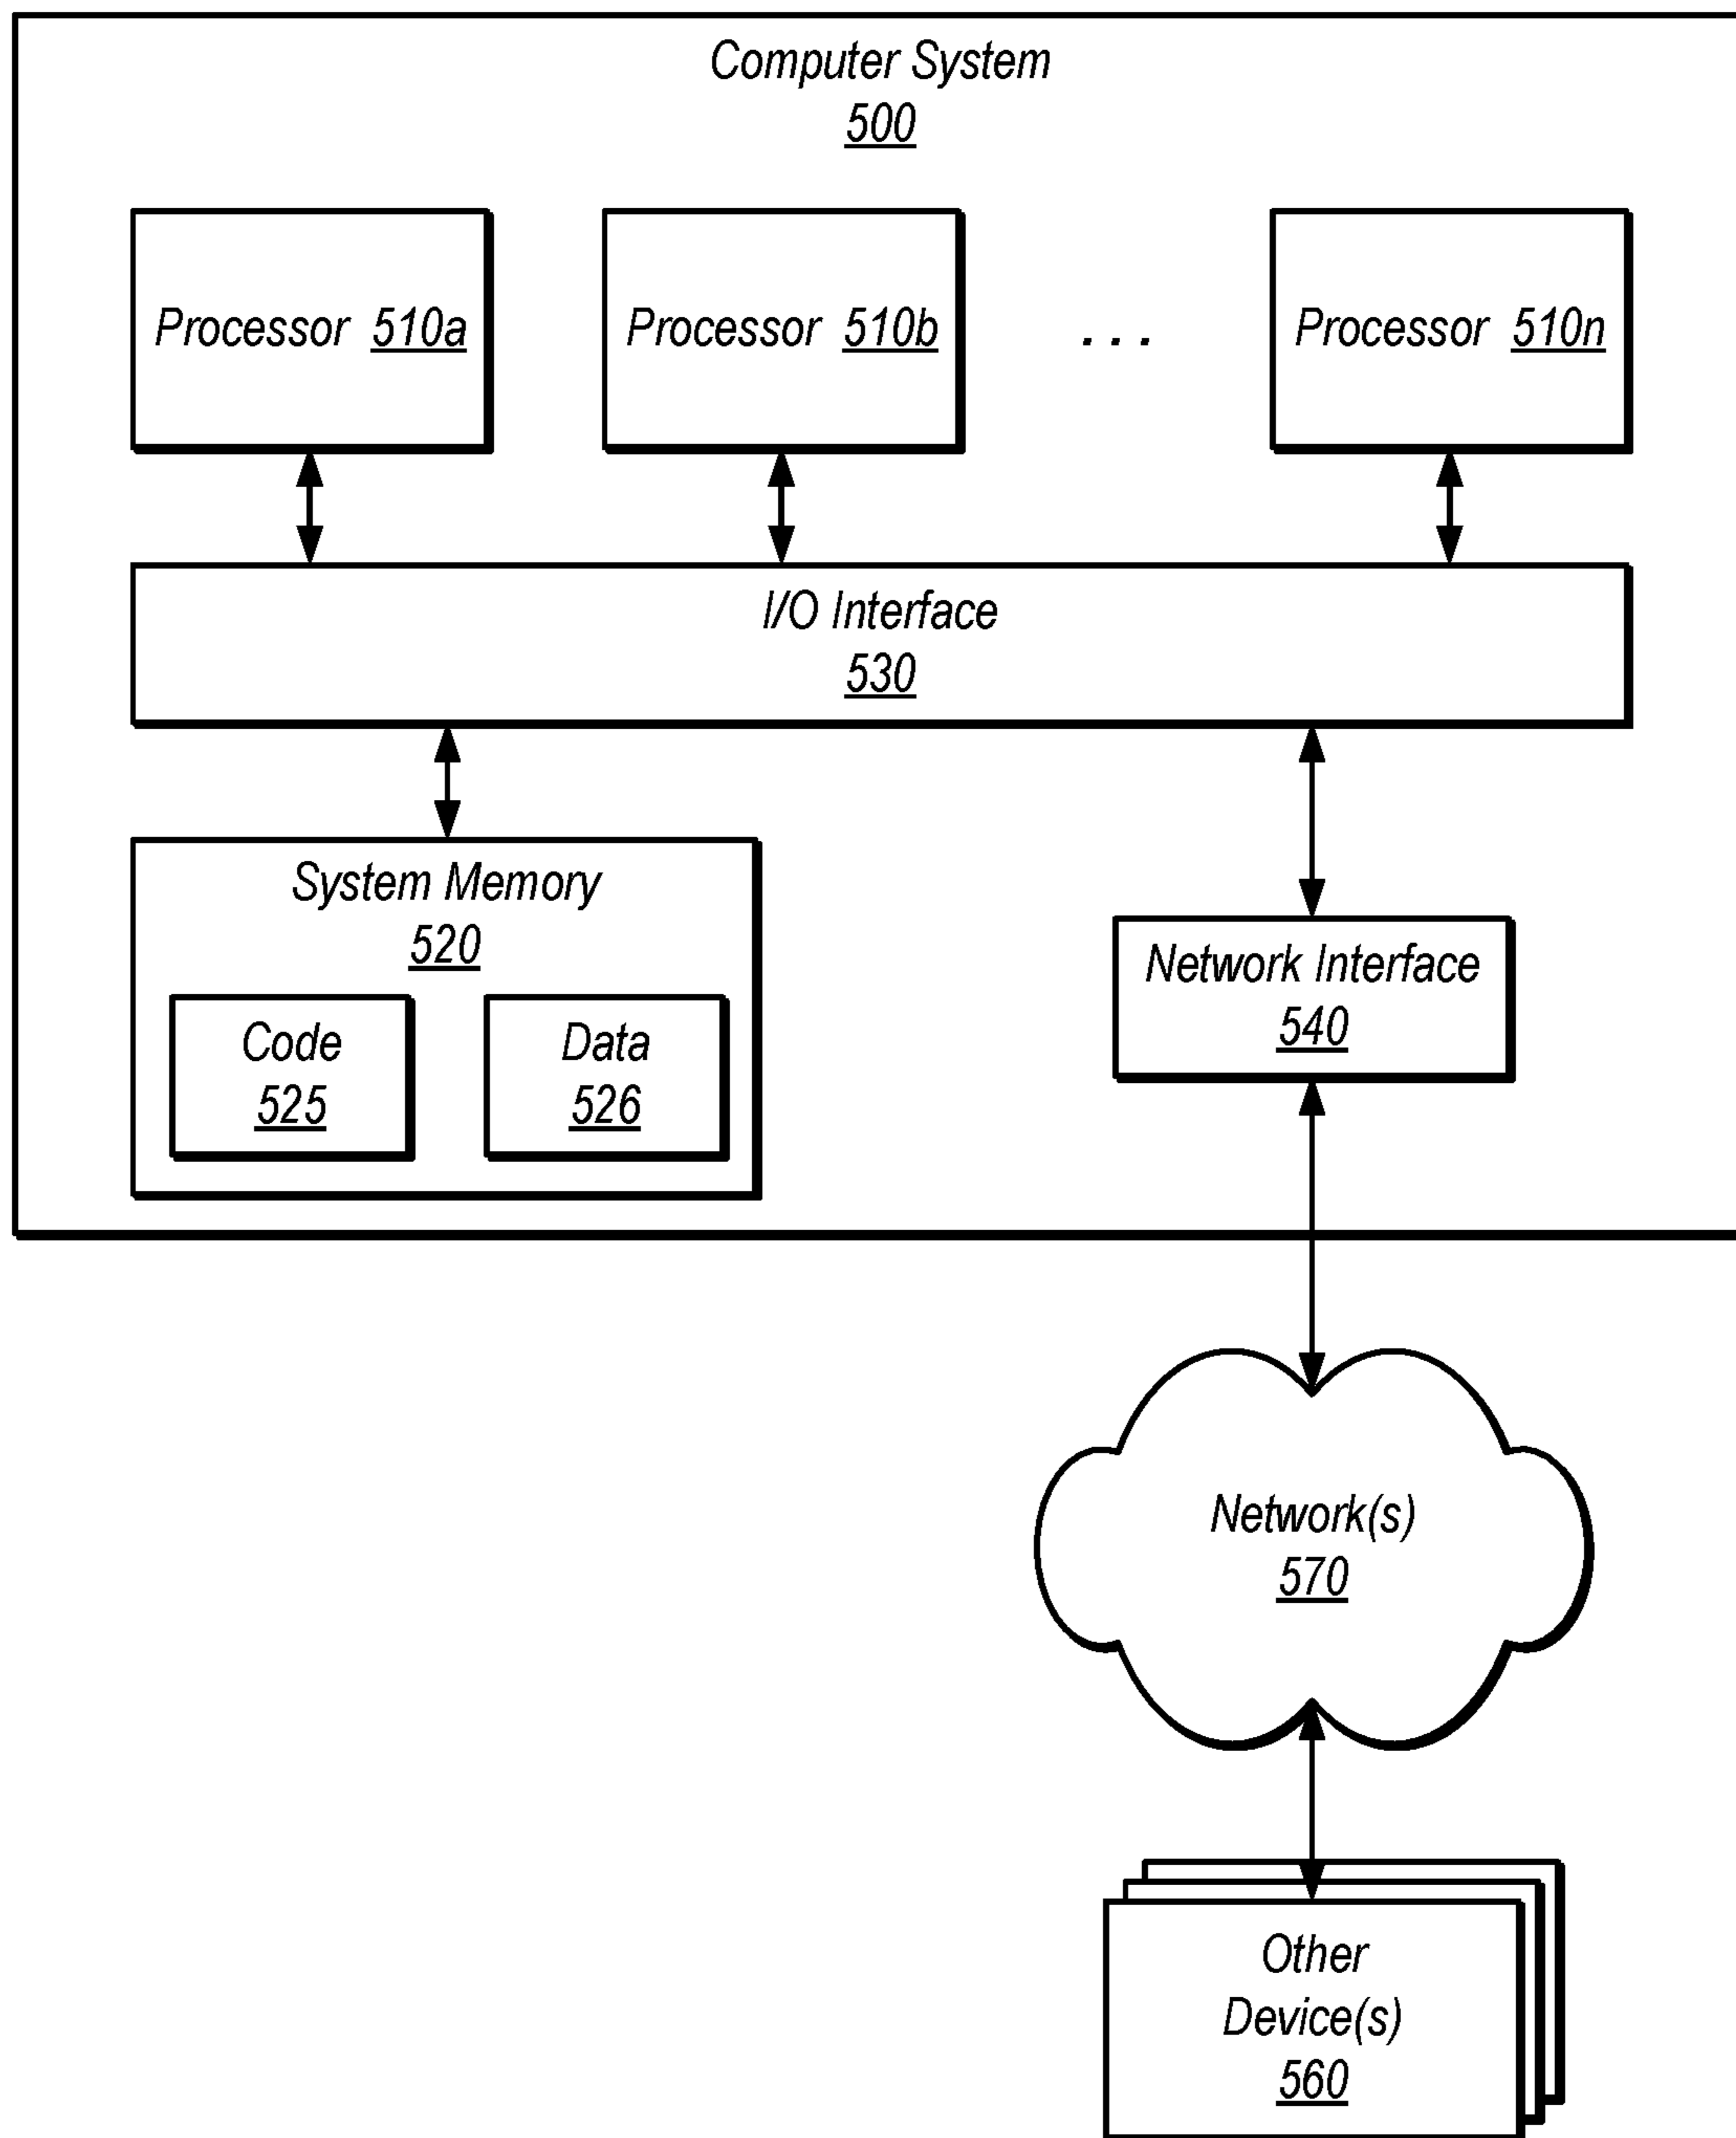 Computer System
500
Processor 510a
Processor 510b
. . .
Processor 510n
I/O Interface
530
System Memory
520
Code
525
Data
526
Network Interface
540
Network(s)
570
Other
Device(s)
560